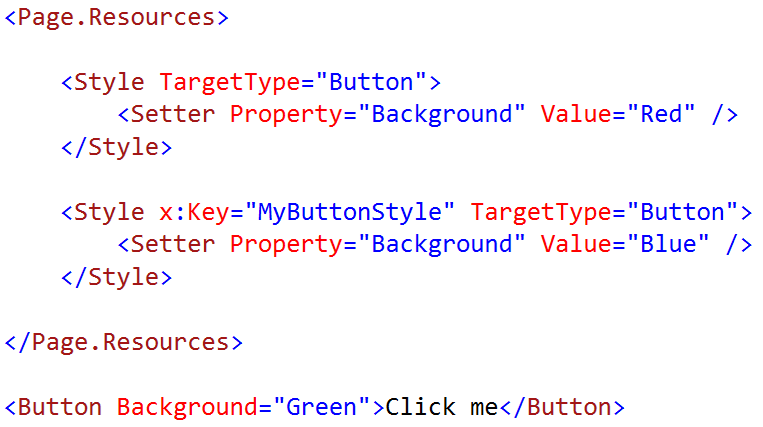 <Page.Resources>
<Style TargetType="Button">
<Setter Property="Background" Value="Red" />
</Style>
<Style x:Key="MyButtonStyle" TargetType="Button">
<Setter Property="Background" Value="Blue" />
</Style>
</Page.Resources>
<Button Background="Green">Click me</Button>